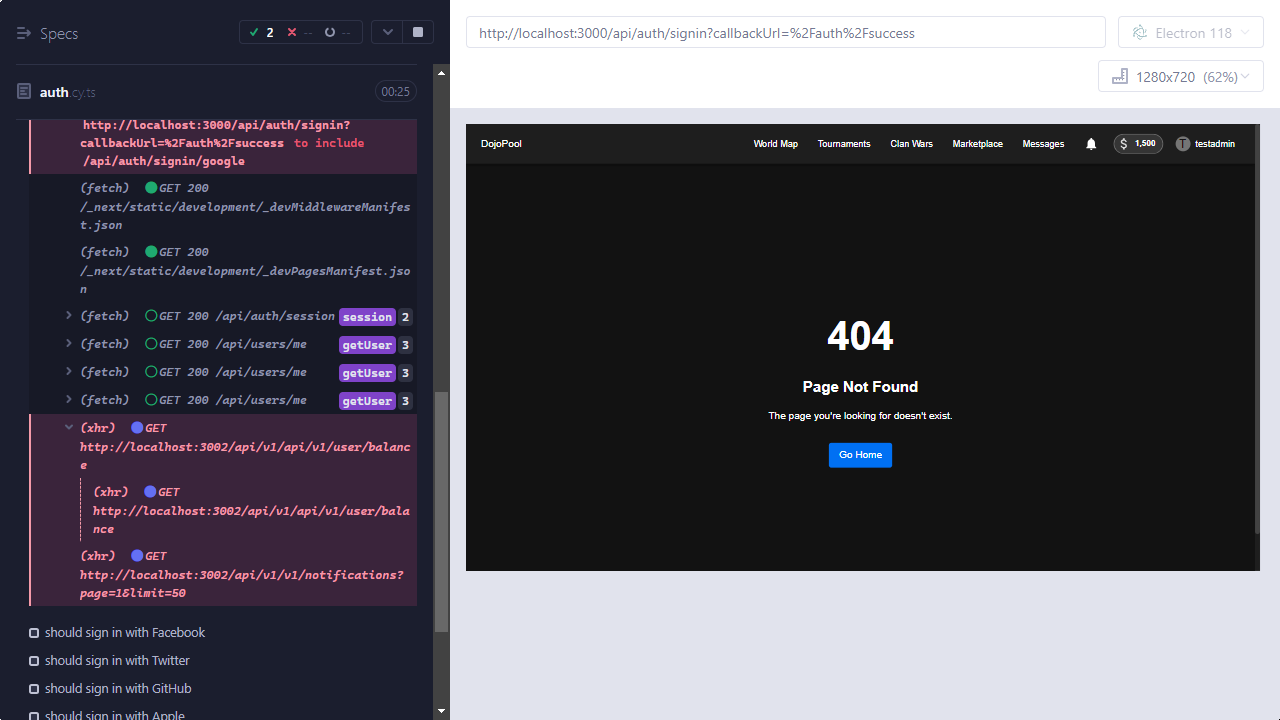 Specs
2
--
--
auth.cy.ts
00:25
http://localhost:3000/api/auth/signin?
callbackUrl=%2Fauth%2Fsuccess to include
/api/auth/signin/google
(fetch) GET 200
/_next/static/development/_devMiddlewareManifes
t.json
(fetch) GET 200
/_next/static/development/_devPagesManifest.jso
n
(fetch) GET 200 /api/auth/session session 2
(fetch) GET 200 /api/users/me getUser 3
(fetch) GET 200 /api/users/me getUser 3
(fetch) GET 200 /api/users/me getUser 3
(xhr) GET
http://localhost:3002/api/v1/api/v1/user/balanc
e
(xhr) GET
http://localhost:3002/api/v1/api/v1/user/bala
nce
(xhr) GET
http://localhost:3002/api/v1/v1/notifications?
page=1&limit=50
should sign in with Facebook
should sign in with Twitter
should sign in with GitHub
should sign in with Apple
http://localhost:3000/api/auth/signin?callbackUrl=%2Fauth%2Fsuccess
Electron 118
1280x720 (62%)
DojoPool
World Map
Tournaments
Clan Wars
Marketplace
Messages
$ 1,500
T testadmin
404
Page Not Found
The page you're looking for doesn't exist.
Go Home